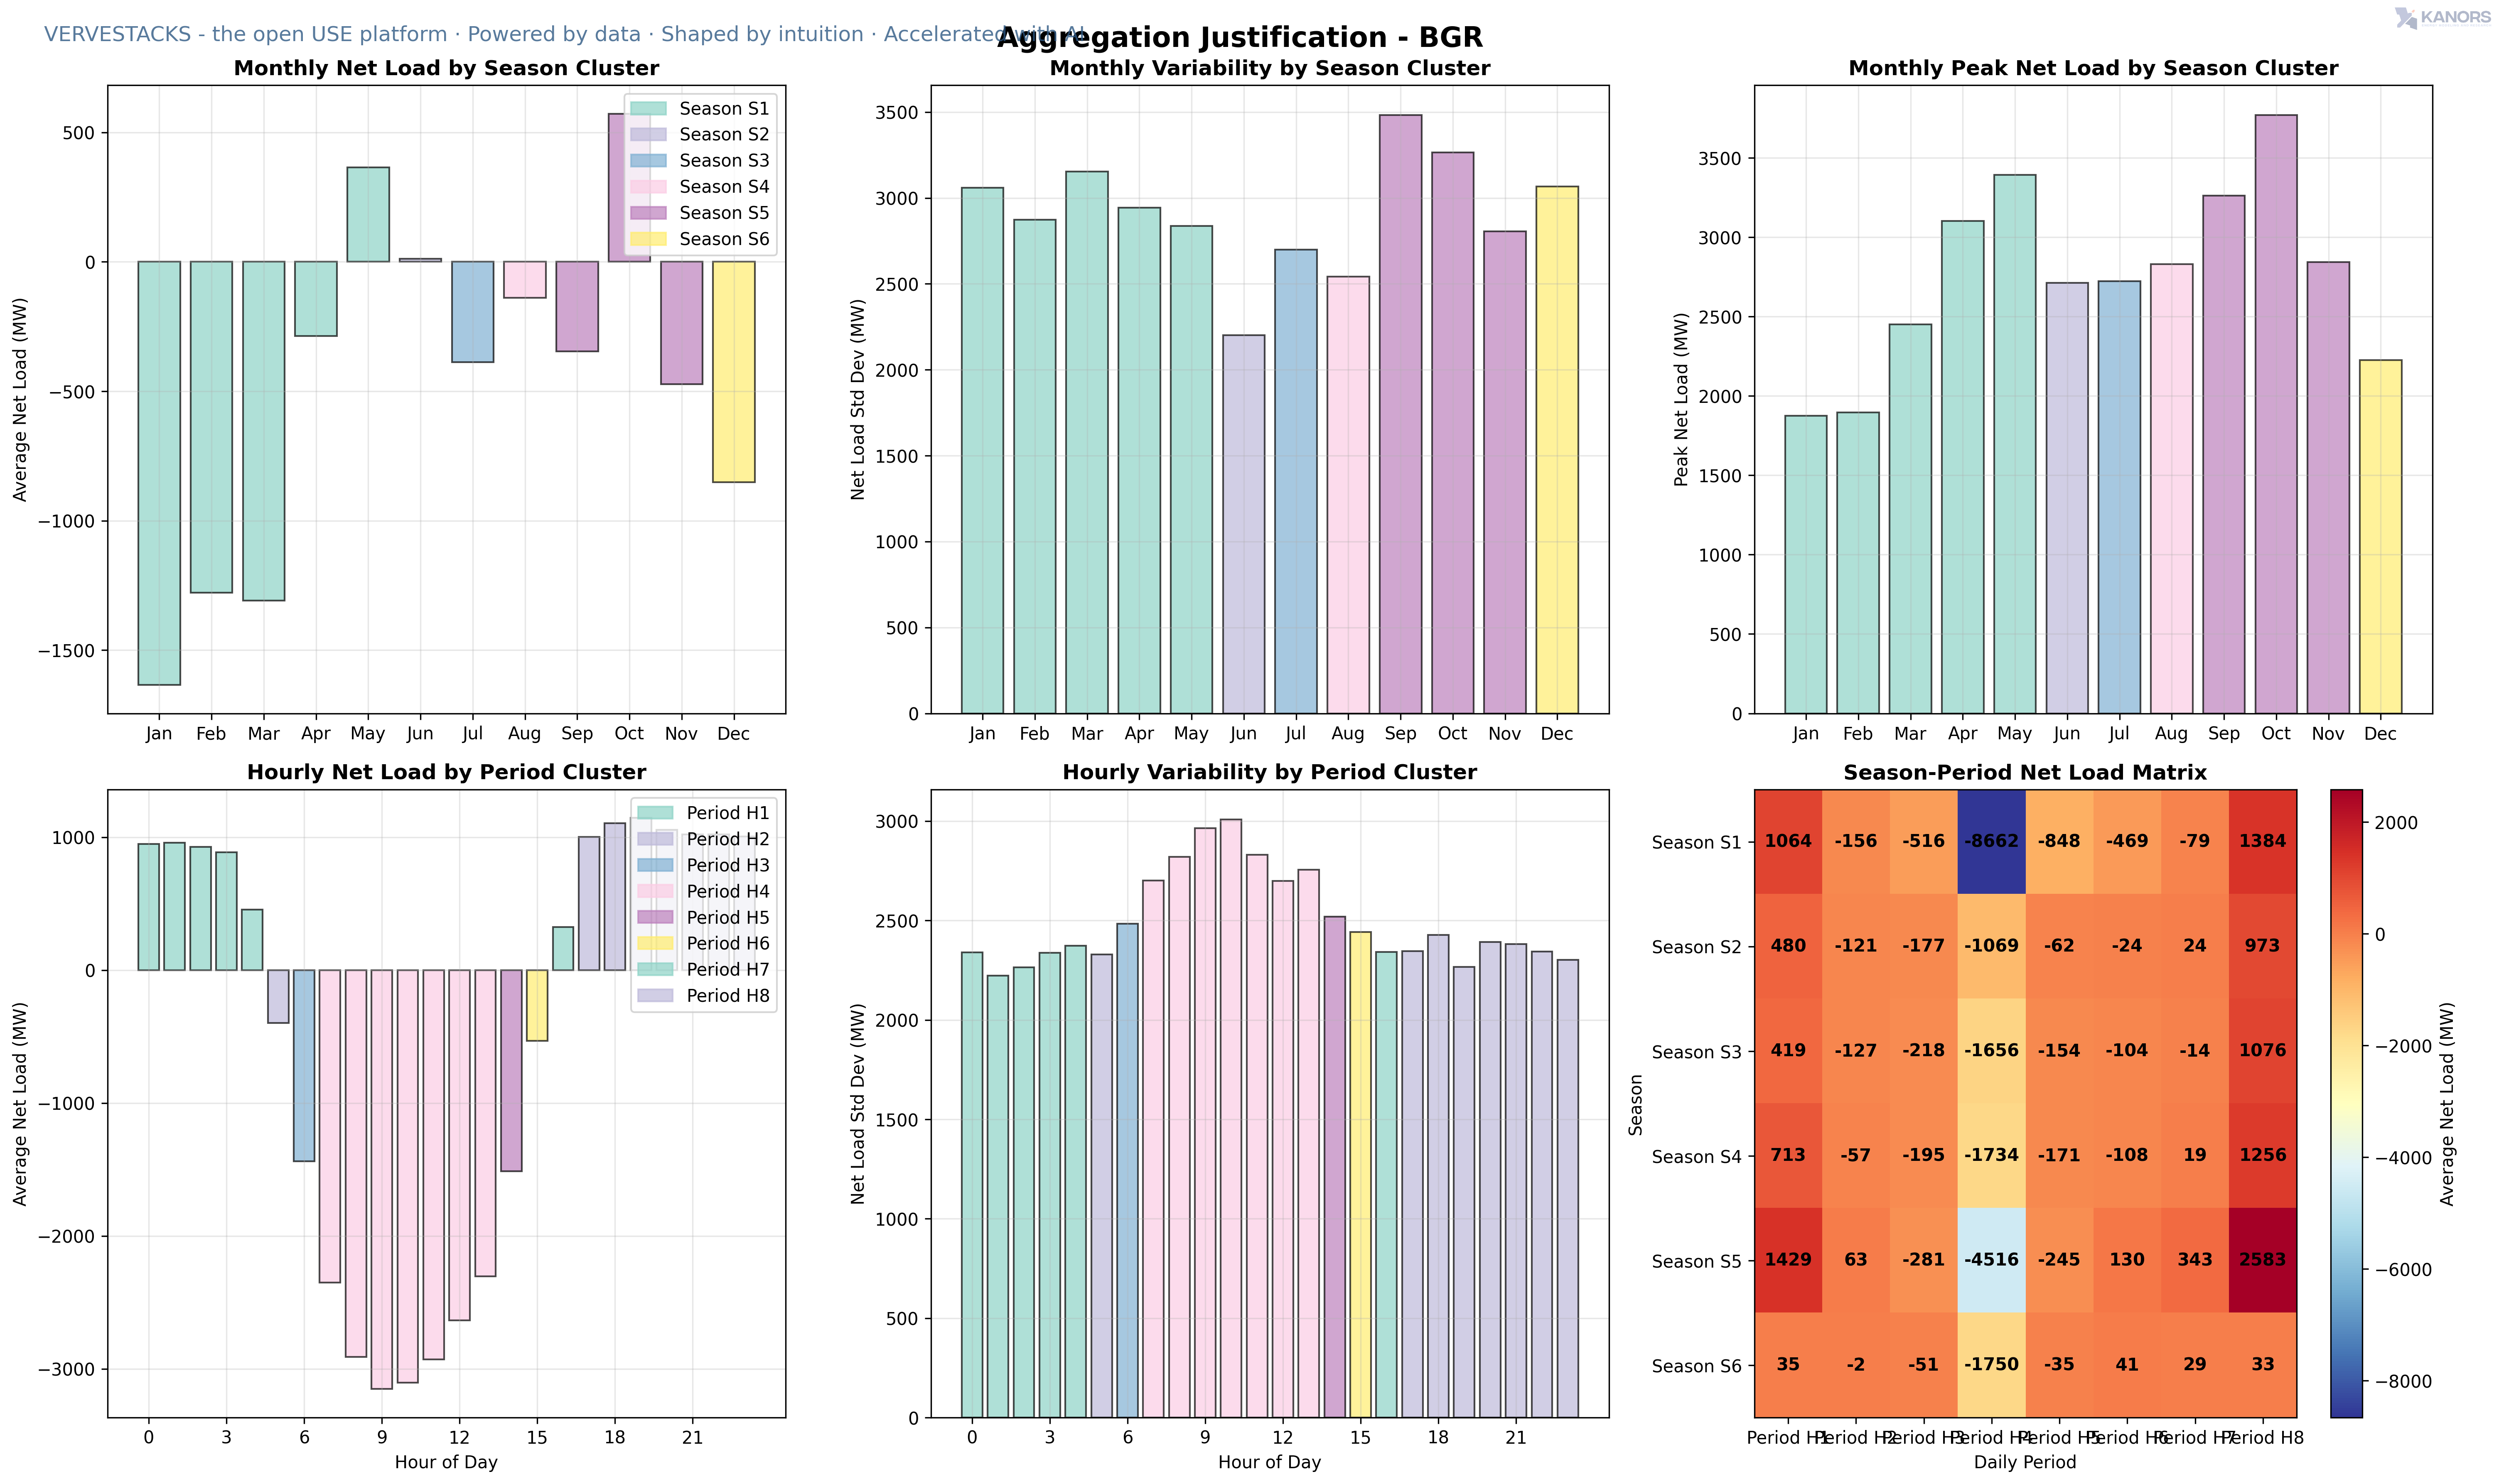 VERVESTACKS - the open USE platform · Powered by data · Shaped by intuition · Accelerated with AI
KANORS
Aggregation Justification - BGR
Monthly Net Load by Season Cluster
Average Net Load (MW)
500
0
−500
−1000
−1500
Jan Feb Mar Apr May Jun Jul Aug Sep Oct Nov Dec
Season S1
Season S2
Season S3
Season S4
Season S5
Season S6
Monthly Variability by Season Cluster
Net Load Std Dev (MW)
3500
3000
2500
2000
1500
1000
500
0
Jan Feb Mar Apr May Jun Jul Aug Sep Oct Nov Dec
Monthly Peak Net Load by Season Cluster
Peak Net Load (MW)
3500
3000
2500
2000
1500
1000
500
0
Jan Feb Mar Apr May Jun Jul Aug Sep Oct Nov Dec
Hourly Net Load by Period Cluster
Average Net Load (MW)
1000
0
−1000
−2000
−3000
0 3 6 9 12 15 18 21
Hour of Day
Period H1
Period H2
Period H3
Period H4
Period H5
Period H6
Period H7
Period H8
Hourly Variability by Period Cluster
Net Load Std Dev (MW)
3000
2500
2000
1500
1000
500
0
0 3 6 9 12 15 18 21
Hour of Day
Season-Period Net Load Matrix
Season
Season S1 1064 -156 -516 -8662 -848 -469 -79 1384
Season S2 480 -121 -177 -1069 -62 -24 24 973
Season S3 419 -127 -218 -1656 -154 -104 -14 1076
Season S4 713 -57 -195 -1734 -171 -108 19 1256
Season S5 1429 63 -281 -4516 -245 130 343 2583
Season S6 35 -2 -51 -1750 -35 41 29 33
Period H1 Period H2 Period H3 Period H4 Period H5 Period H6 Period H7 Period H8
Daily Period
2000
0
−2000
−4000
−6000
−8000
Average Net Load (MW)